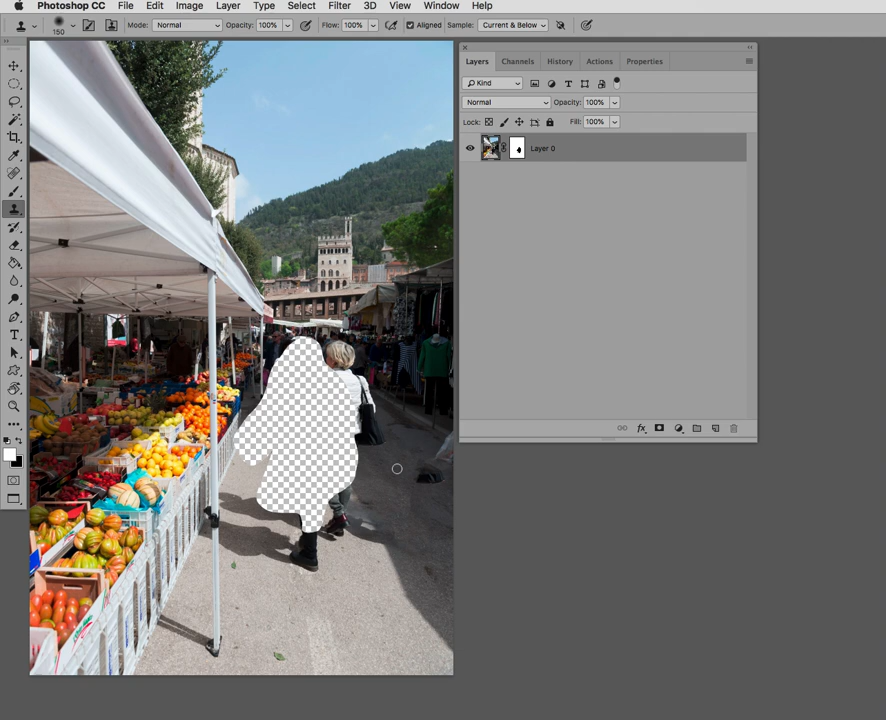 Photoshop CC File Edit Image Layer Type Select Filter 3D View Window Help
150 Mode: Normal Opacity: 100% Flow: 100% Aligned Sample: Current & Below
Layers Channels History Actions Properties
Kind
Normal Opacity: 100%
Lock: Fill: 100%
Layer 0
fx